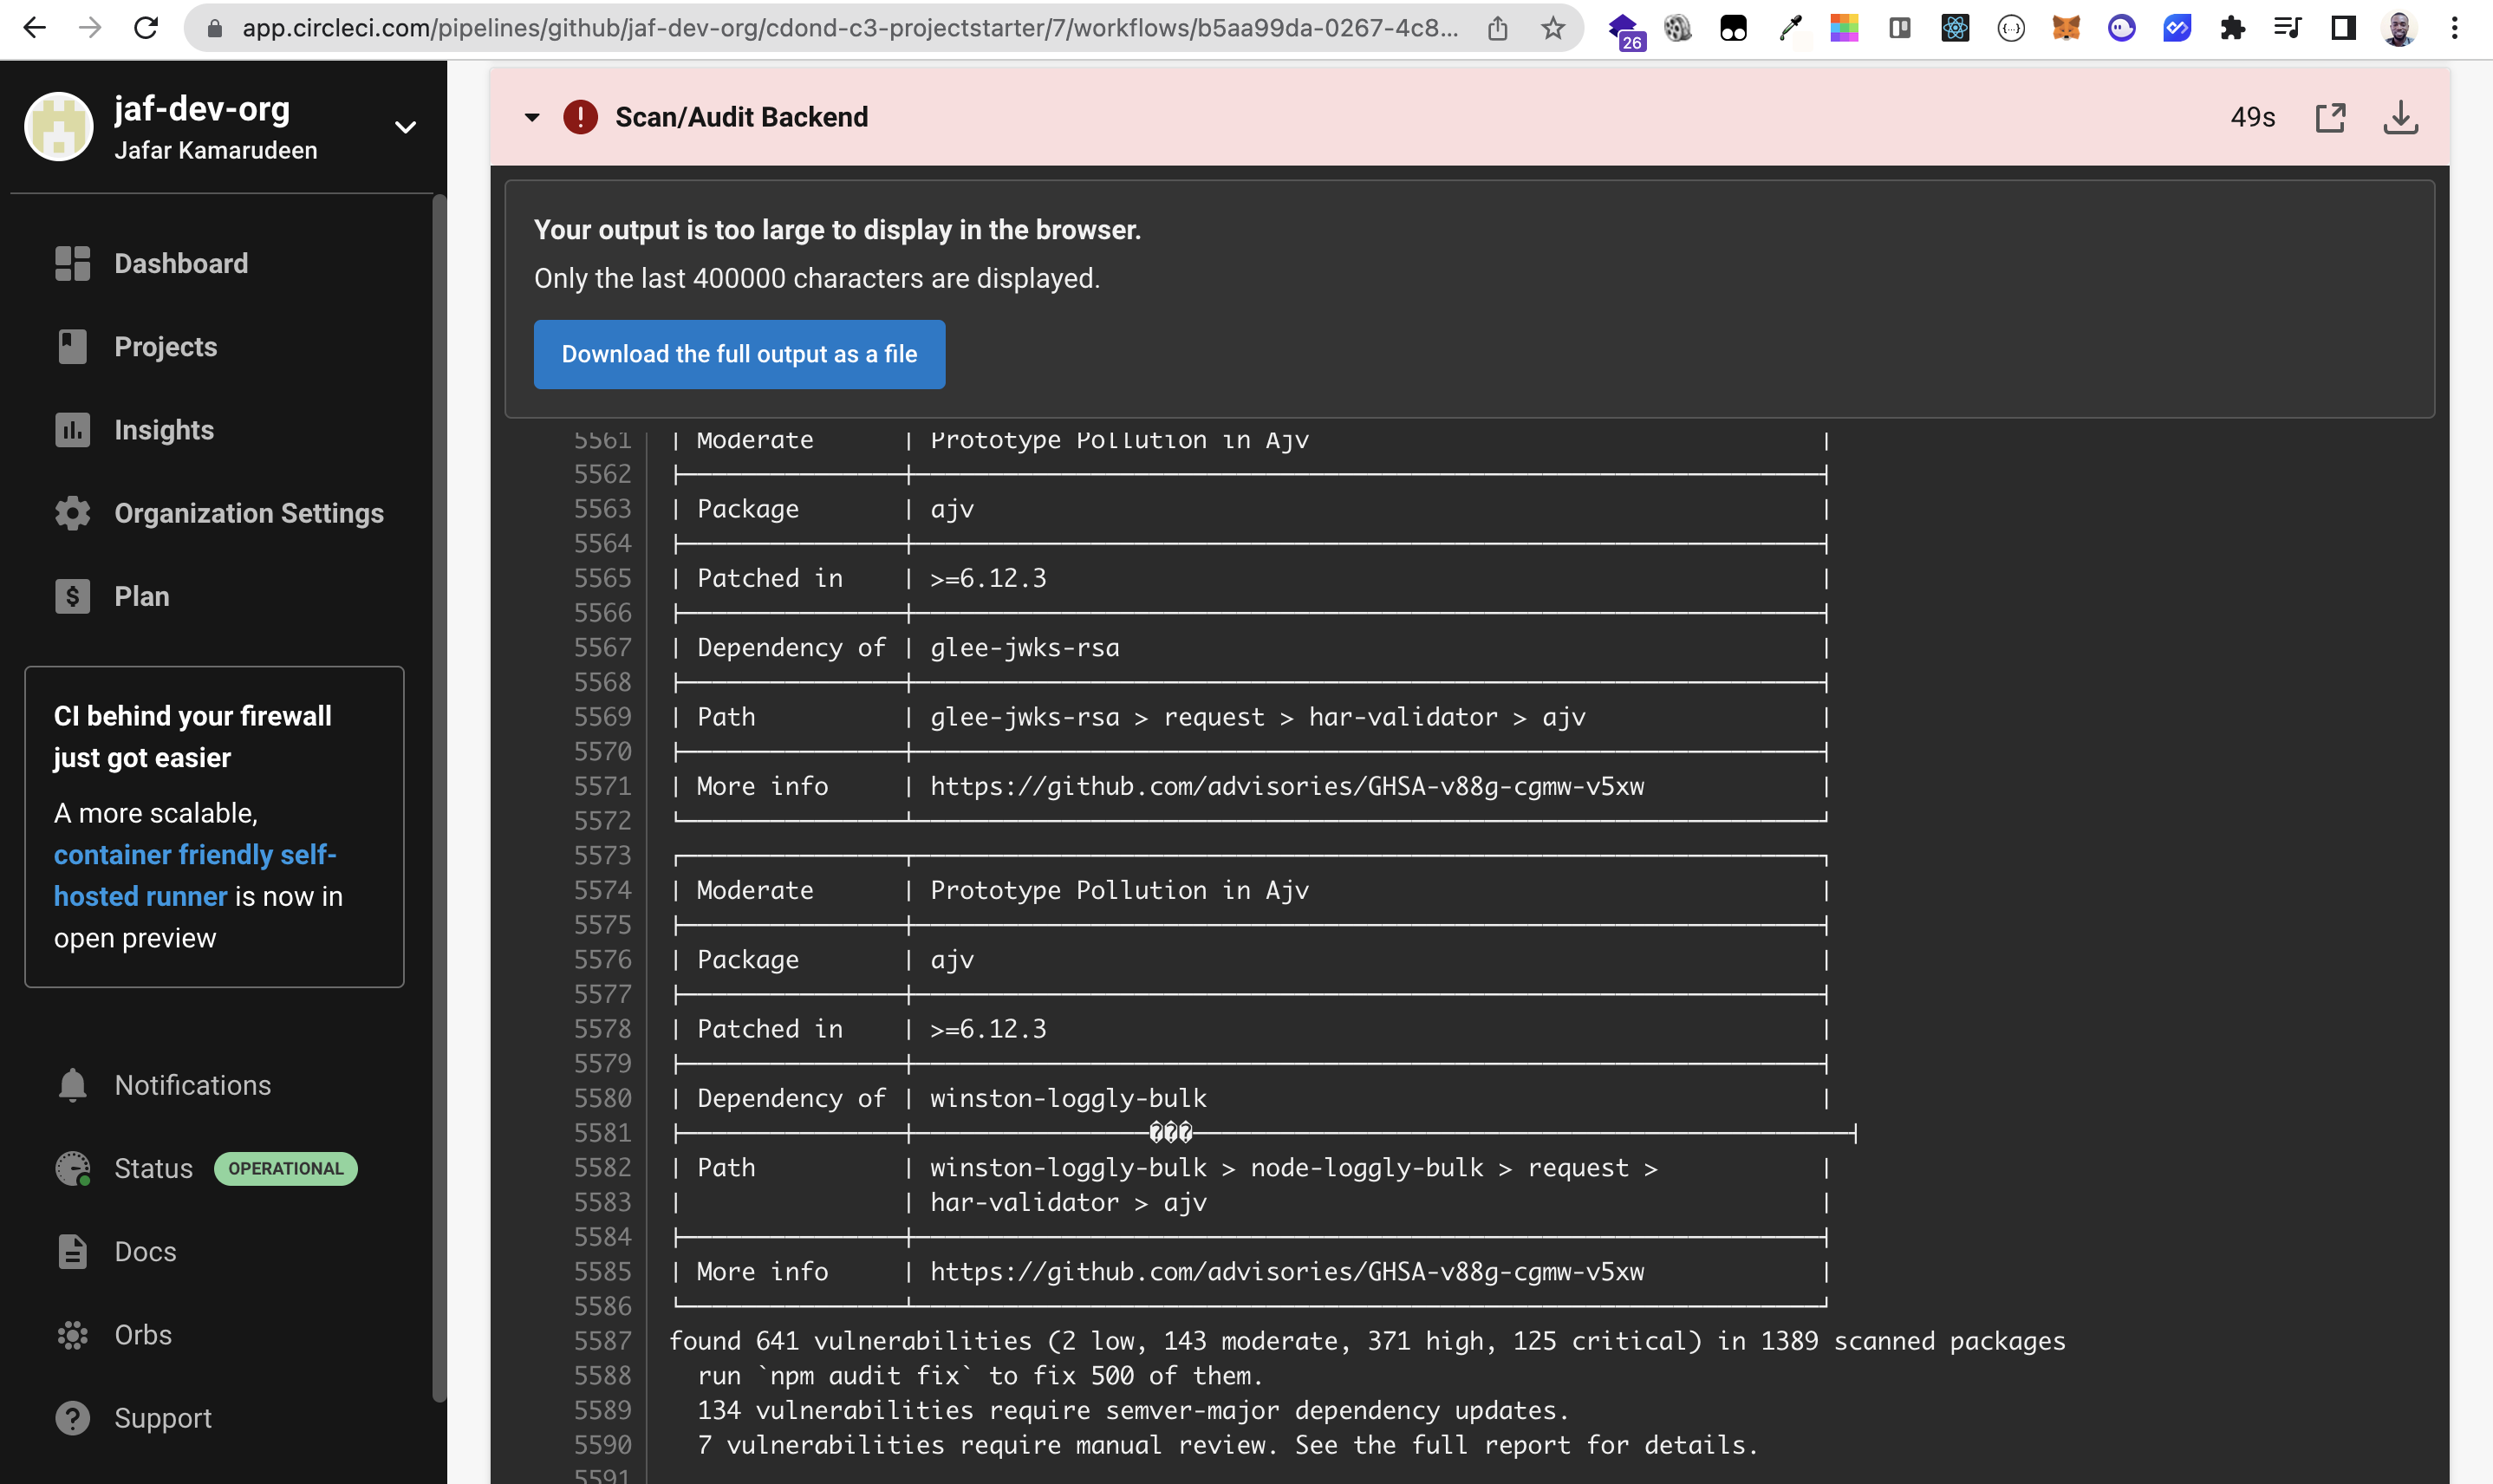 app.circleci.com/pipelines/github/jaf-dev-org/cdond-c3-projectstarter/7/workflows/b5aa99da-0267-4c8...
26
jaf-dev-org
Jafar Kamarudeen
Dashboard
Projects
Insights
Organization Settings
Plan
CI behind your firewall
just got easier
A more scalable,
container friendly self-
hosted runner is now in
open preview
Notifications
Status OPERATIONAL
Docs
Orbs
Support
Scan/Audit Backend 49s
Your output is too large to display in the browser.
Only the last 400000 characters are displayed.
Download the full output as a file
5561 | Moderate | Prototype Pollution in Ajv |
5562
5563 | Package | ajv |
5564
5565 | Patched in | >=6.12.3 |
5566
5567 | Dependency of | glee-jwks-rsa |
5568
5569 | Path | glee-jwks-rsa > request > har-validator > ajv |
5570
5571 | More info | https://github.com/advisories/GHSA-v88g-cgmw-v5xw |
5572
5573
5574 | Moderate | Prototype Pollution in Ajv |
5575
5576 | Package | ajv |
5577
5578 | Patched in | >=6.12.3 |
5579
5580 | Dependency of | winston-loggly-bulk |
5581 ���
5582 | Path | winston-loggly-bulk > node-loggly-bulk > request > |
5583 | | har-validator > ajv |
5584
5585 | More info | https://github.com/advisories/GHSA-v88g-cgmw-v5xw |
5586
5587 found 641 vulnerabilities (2 low, 143 moderate, 371 high, 125 critical) in 1389 scanned packages
5588 run `npm audit fix` to fix 500 of them.
5589 134 vulnerabilities require semver-major dependency updates.
5590 7 vulnerabilities require manual review. See the full report for details.
5591